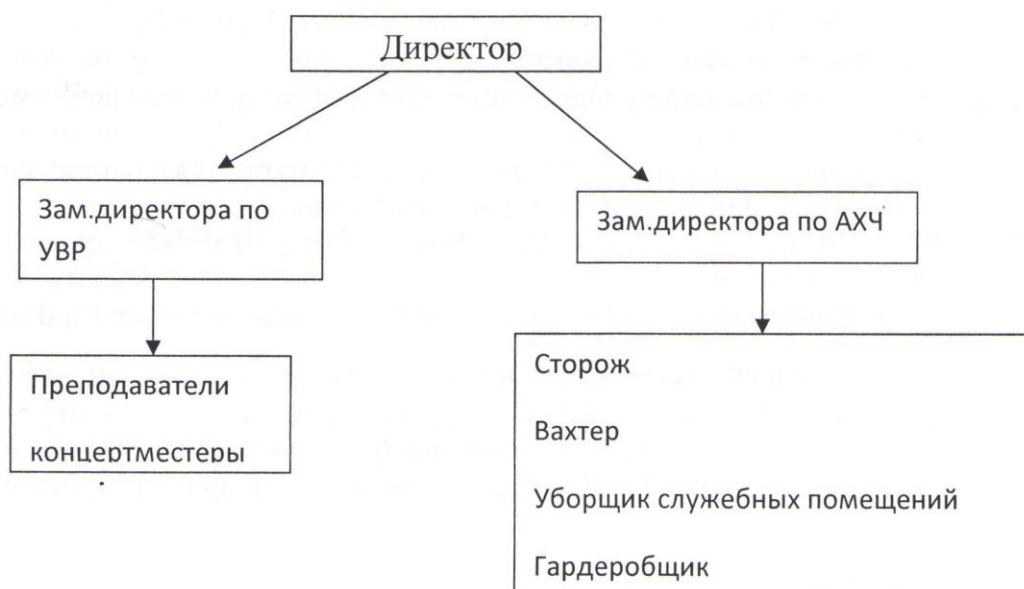 Директор
Зам.директора по
УВР
Зам.директора по АХЧ
Преподаватели
концертместеры
Сторож
Вахтер
Уборщик служебных помещений
Гардеробщик